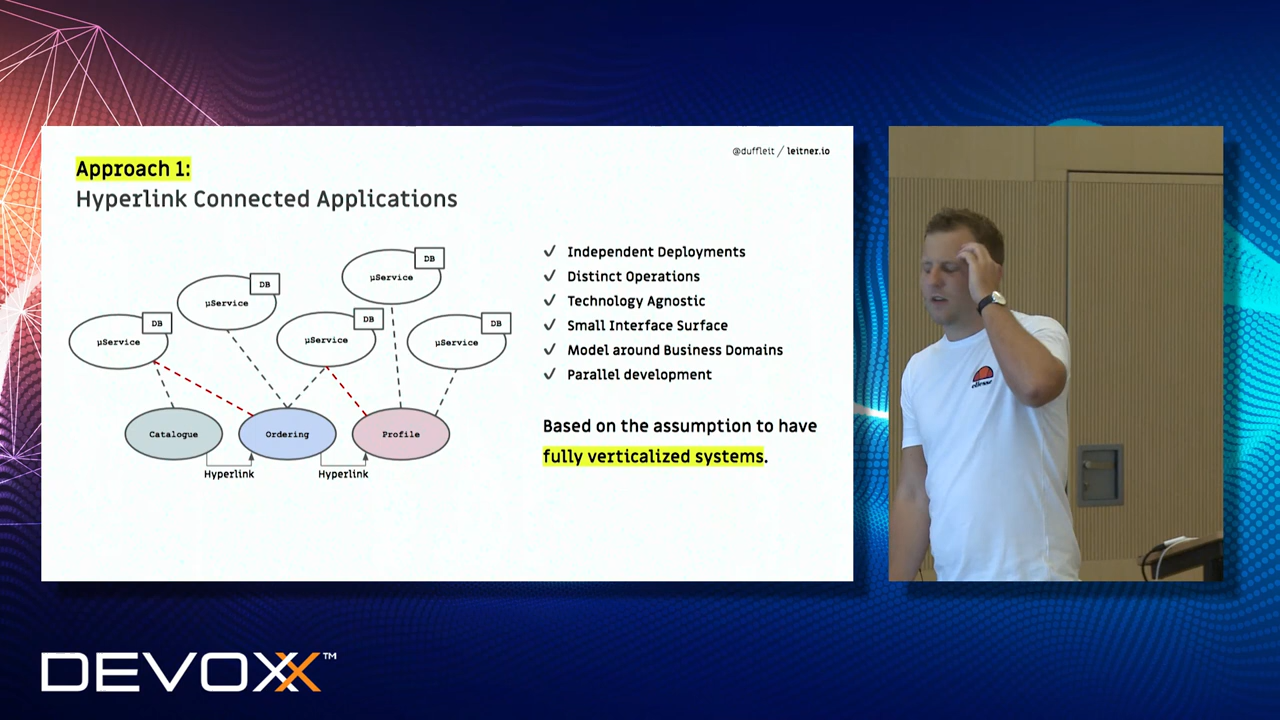 @duffleit / leitner.io
Approach 1:
Hyperlink Connected Applications
DB
µService
DB
µService
DB
µService
DB
µService
DB
µService
Catalogue
Ordering
Profile
Hyperlink
Hyperlink
✓ Independent Deployments
✓ Distinct Operations
✓ Technology Agnostic
✓ Small Interface Surface
✓ Model around Business Domains
✓ Parallel development
Based on the assumption to have
fully verticalized systems.
ellesse
DEVOXX™